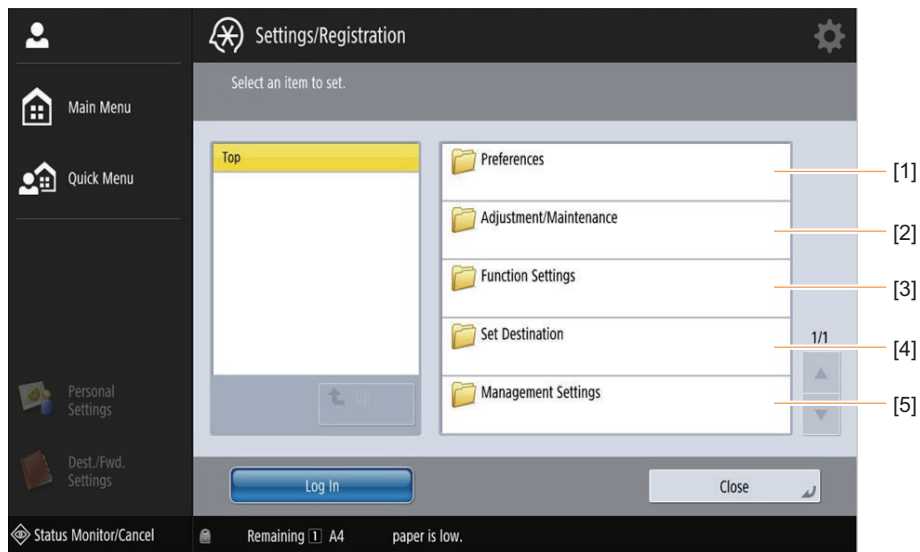 Settings/Registration
Select an item to set.
Main Menu
Quick Menu
Top
Preferences
[1]
Adjustment/Maintenance
[2]
Function Settings
[3]
Set Destination
1/1
[4]
Management Settings
[5]
Up
Personal
Settings
Dest./Fwd.
Settings
Log In
Close
Status Monitor/Cancel
Remaining 1 A4 paper is low.